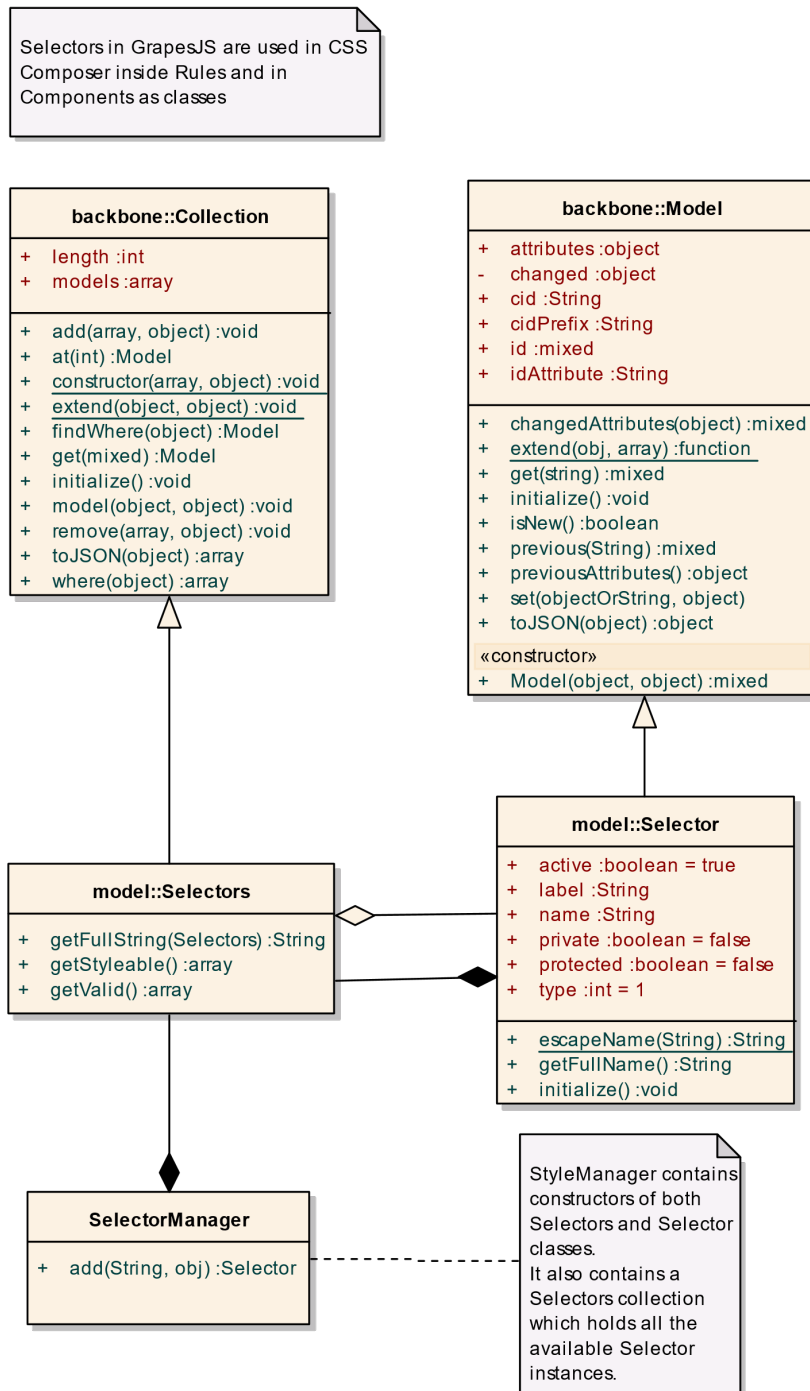 Selectors in GrapesJS are used in CSS
Composer inside Rules and in
Components as classes
backbone::Collection
+ length :int
+ models :array
+ add(array, object) :void
+ at(int) :Model
+ constructor(array, object) :void
+ extend(object, object) :void
+ findWhere(object) :Model
+ get(mixed) :Model
+ initialize() :void
+ model(object, object) :void
+ remove(array, object) :void
+ toJSON(object) :array
+ where(object) :array
backbone::Model
+ attributes :object
- changed :object
+ cid :String
+ cidPrefix :String
+ id :mixed
+ idAttribute :String
+ changedAttributes(object) :mixed
+ extend(obj, array) :function
+ get(string) :mixed
+ initialize() :void
+ isNew() :boolean
+ previous(String) :mixed
+ previousAttributes() :object
+ set(objectOrString, object)
+ toJSON(object) :object
«constructor»
+ Model(object, object) :mixed
model::Selectors
+ getFullString(Selectors) :String
+ getStyleable() :array
+ getValid() :array
model::Selector
+ active :boolean = true
+ label :String
+ name :String
+ private :boolean = false
+ protected :boolean = false
+ type :int = 1
+ escapeName(String) :String
+ getFullName() :String
+ initialize() :void
SelectorManager
+ add(String, obj) :Selector
StyleManager contains
constructors of both
Selectors and Selector
classes.
It also contains a
Selectors collection
which holds all the
available Selector
instances.